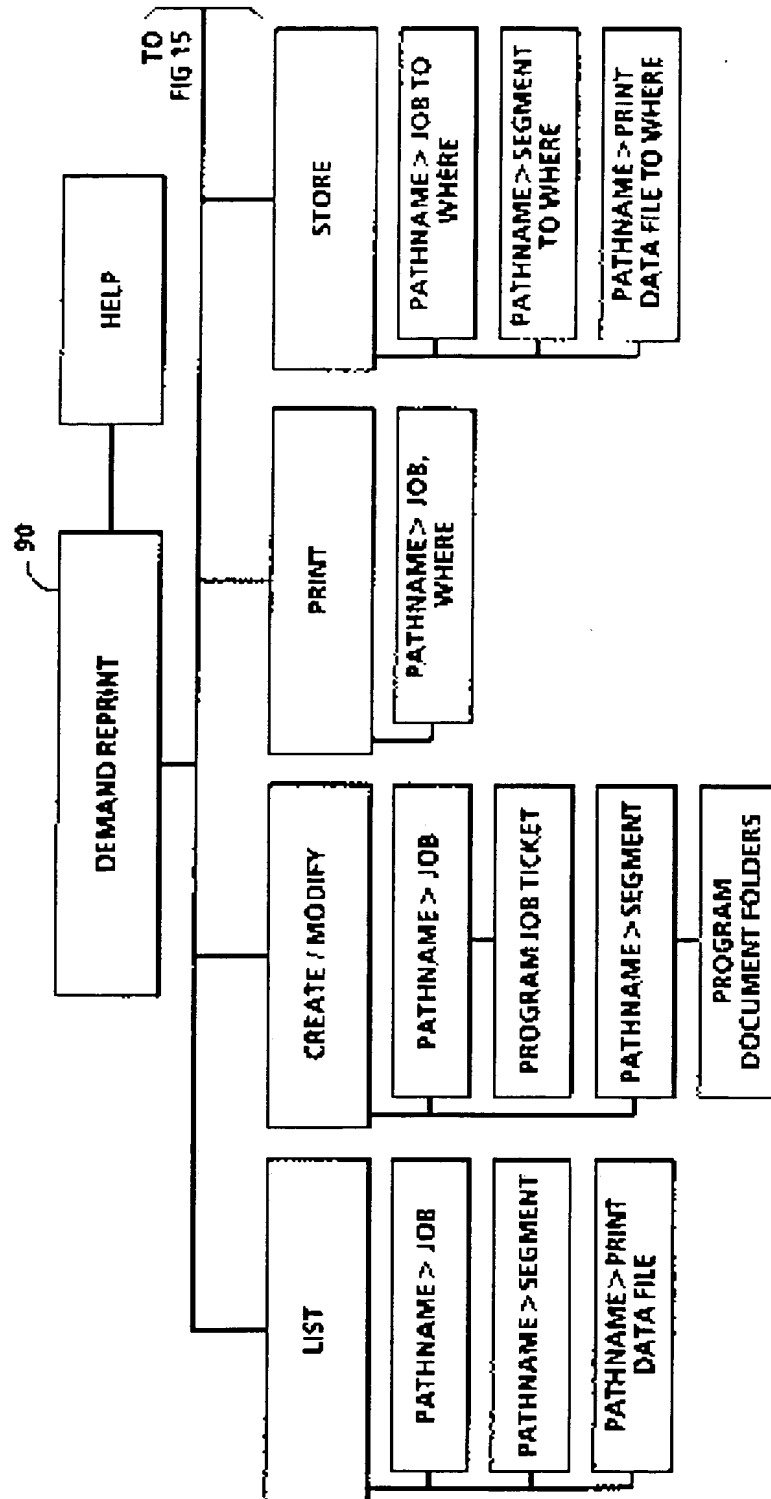 90
DEMAND REPRINT
HELP
TO
FIG 15
LIST
PATHNAME > JOB
PATHNAME > SEGMENT
PATHNAME > PRINT
DATA FILE
CREATE / MODIFY
PATHNAME > JOB
PROGRAM JOB TICKET
PATHNAME > SEGMENT
PROGRAM
DOCUMENT FOLDERS
PRINT
PATHNAME > JOB,
WHERE
STORE
PATHNAME > JOB TO
WHERE
PATHNAME > SEGMENT
TO WHERE
PATHNAME > PRINT
DATA FILE TO WHERE